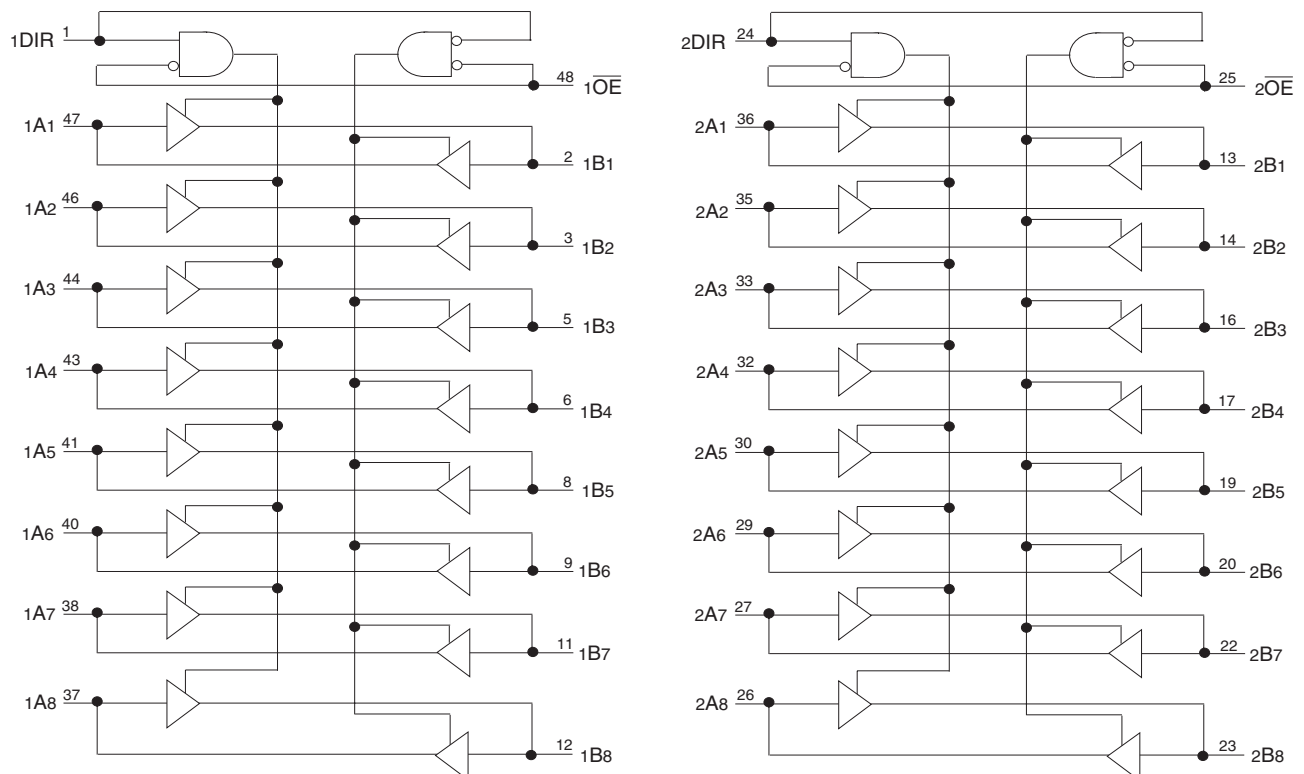 1DIR 1
48 1OE
1A1 47
2 1B1
1A2 46
3 1B2
1A3 44
5 1B3
1A4 43
6 1B4
1A5 41
8 1B5
1A6 40
9 1B6
1A7 38
11 1B7
1A8 37
12 1B8
2DIR 24
25 2OE
2A1 36
13 2B1
2A2 35
14 2B2
2A3 33
16 2B3
2A4 32
17 2B4
2A5 30
19 2B5
2A6 29
20 2B6
2A7 27
22 2B7
2A8 26
23 2B8